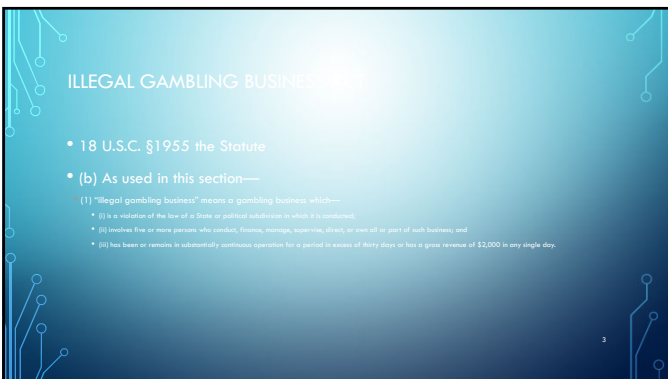 ILLEGAL GAMBLING BUSINESS ACT
• 18 U.S.C. §1955 the Statute
• (b) As used in this section—
(1) "illegal gambling business" means a gambling business which—
• (i) is a violation of the law of a State or political subdivision in which it is conducted;
• (ii) involves five or more persons who conduct, finance, manage, supervise, direct, or own all or part of such business; and
• (iii) has been or remains in substantially continuous operation for a period in excess of thirty days or has a gross revenue of $2,000 in any single day.
3